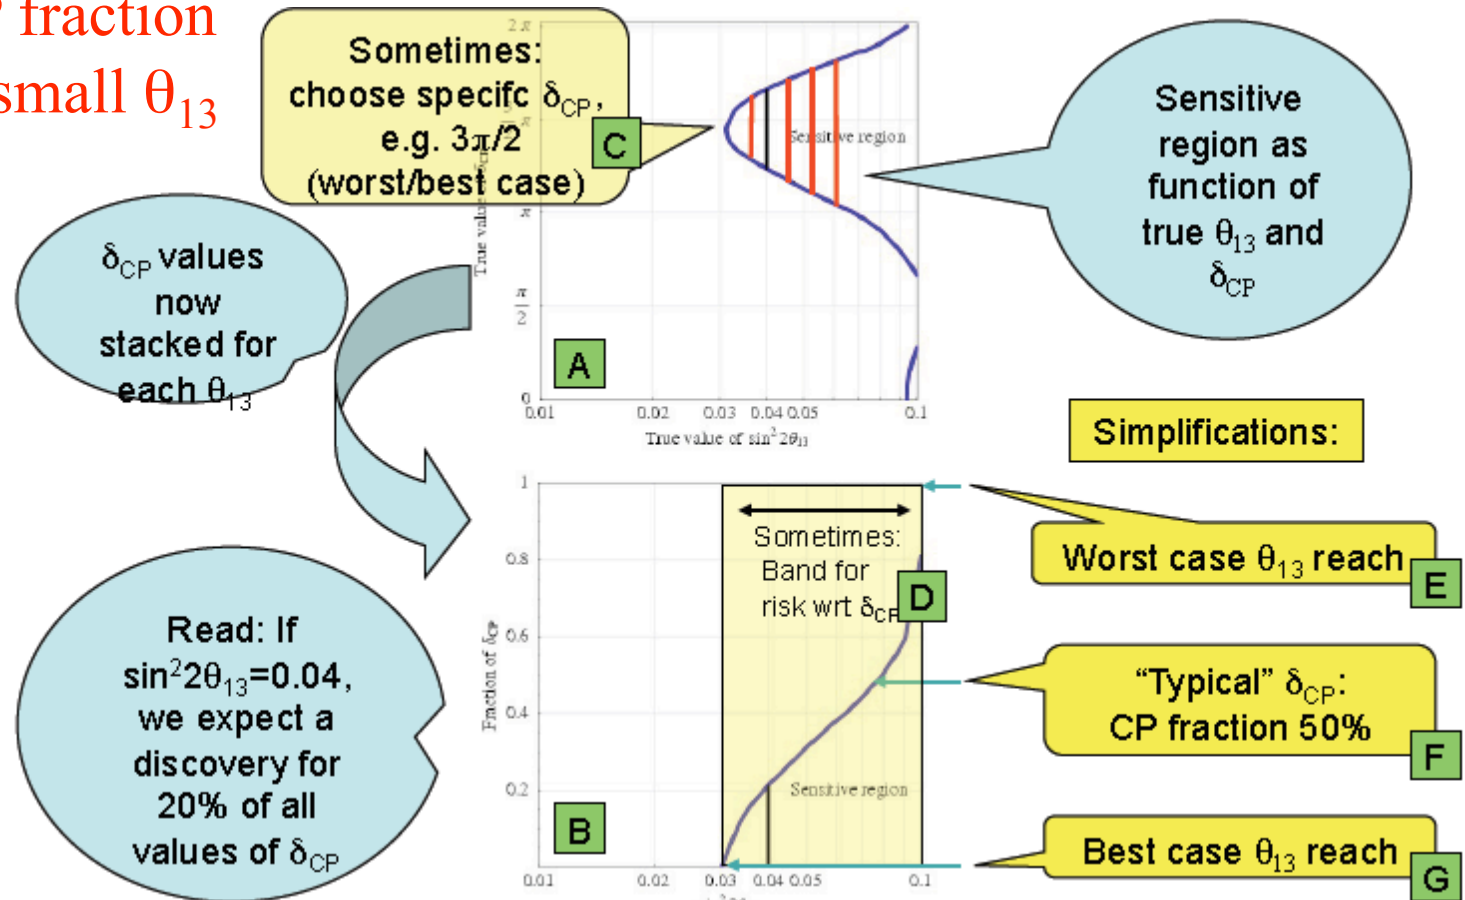 fraction
small θ13
Sometimes:
choose specifc δCP,
e.g. 3π/2
(worst/best case)
C
2π
π
π
2
0
True value
Sensitive region
A
0.01 0.02 0.03 0.04 0.05 0.1
True value of sin²2θ13
Sensitive
region as
function of
true θ13 and
δCP
δCP values
now
stacked for
each θ13
Simplifications:
1
0.8
0.6
0.4
0.2
Fraction of δCP
Sometimes:
Band for
risk wrt δCP
D
Sensitive region
B
0.01 0.02 0.03 0.04 0.05 0.1
Worst case θ13 reach
E
"Typical" δCP:
CP fraction 50%
F
Best case θ13 reach
G
Read: If
sin²2θ13=0.04,
we expect a
discovery for
20% of all
values of δCP